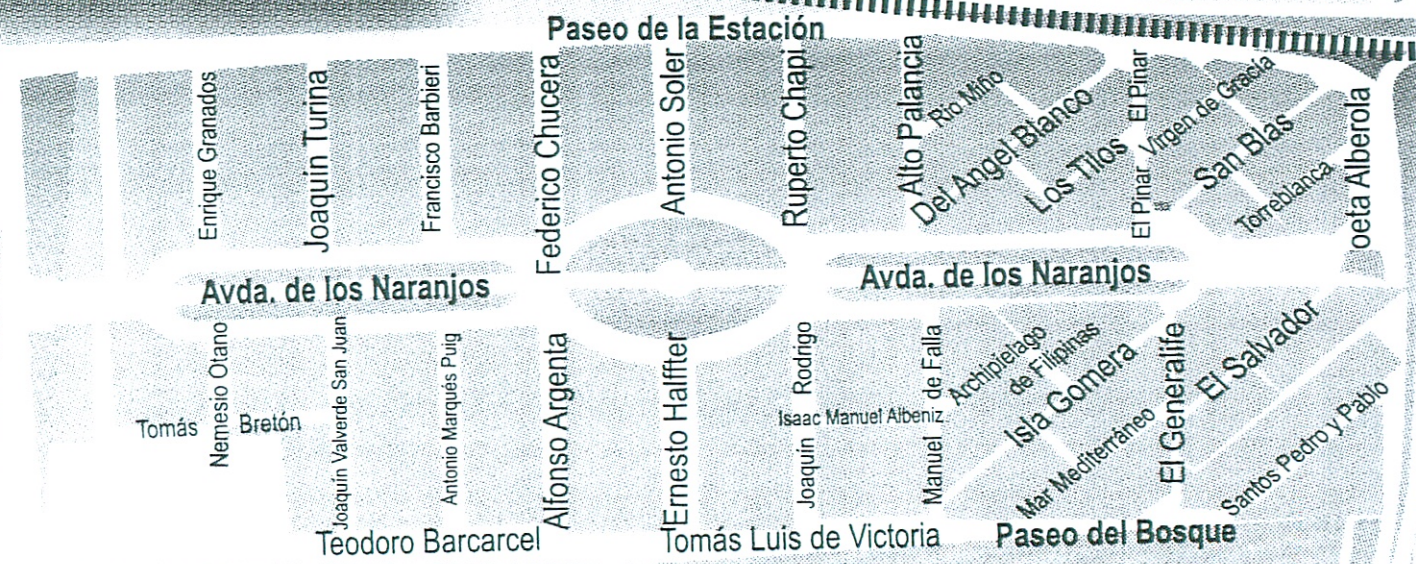 Paseo de la Estación
Enrique Granados
Joaquín Turina
Francisco Barbieri
Federico Chucera
Antonio Soler
Ruperto Chapi
Alto Palancia
Rio Miño
Del Angel Blanco
Los Tilos
El Pinar
El Pinar
Virgen de Gracia
San Blas
Torreblanca
oeta Alberola
Avda. de los Naranjos
Avda. de los Naranjos
Nemesio Otano
Tomás Bretón
Joaquín Valverde San Juan
Antonio Marqués Puig
Alfonso Argenta
Ernesto Halffter
Joaquín Rodrigo
Isaac Manuel Albeniz
Manuel de Falla
Archipielago
de Filipinas
Isla Gomera
Mar Mediterráneo
El Generalife
El Salvador
Santos Pedro y Pablo
Teodoro Barcarcel
Tomás Luis de Victoria
Paseo del Bosque